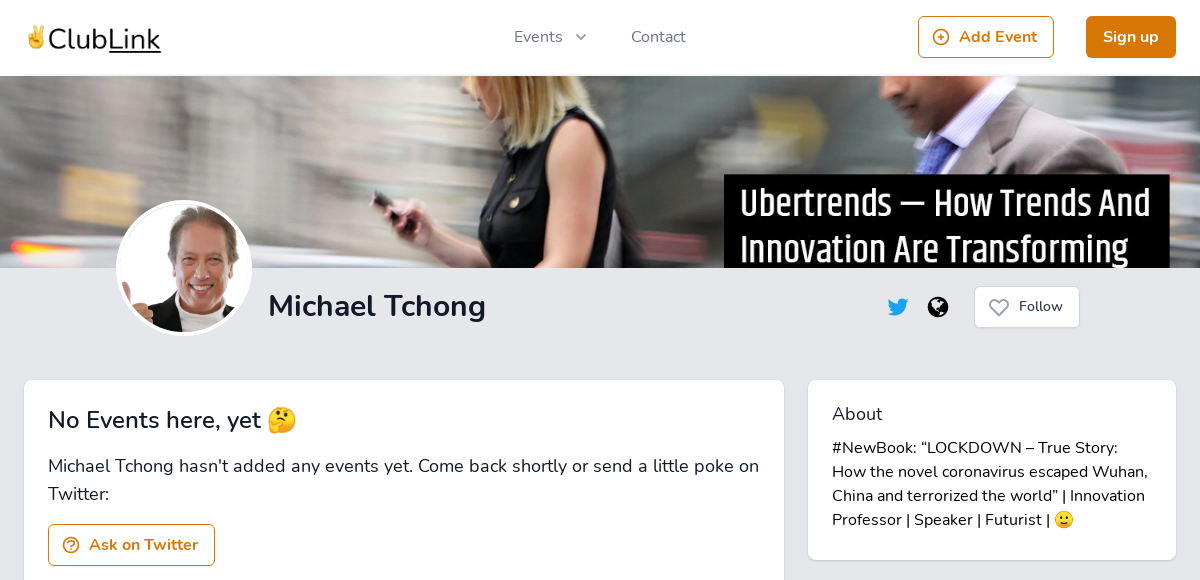 ✌ClubLink
Events
Contact
Add Event
Sign up
Ubertrends — How Trends And
Innovation Are Transforming
Michael Tchong
Follow
No Events here, yet 🤔
Michael Tchong hasn't added any events yet. Come back shortly or send a little poke on
Twitter:
Ask on Twitter
About
#NewBook: “LOCKDOWN – True Story:
How the novel coronavirus escaped Wuhan,
China and terrorized the world” | Innovation
Professor | Speaker | Futurist | 🙂